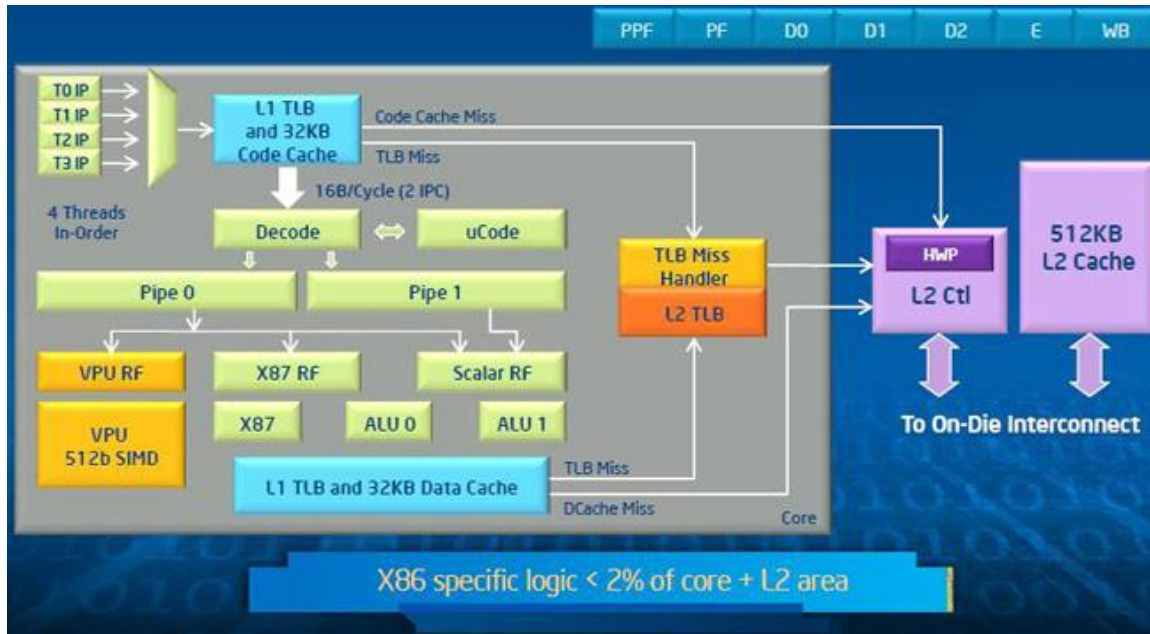 PPF PF D0 D1 D2 E WB
T0 IP
T1 IP
T2 IP
T3 IP
4 Threads
In-Order
L1 TLB
and 32KB
Code Cache
Code Cache Miss
TLB Miss
16B/Cycle (2 IPC)
Decode
uCode
Pipe 0
Pipe 1
VPU RF
X87 RF
Scalar RF
VPU
512b SIMD
X87
ALU 0
ALU 1
L1 TLB and 32KB Data Cache
TLB Miss
DCache Miss
Core
TLB Miss
Handler
L2 TLB
HWP
L2 Ctl
512KB
L2 Cache
To On-Die Interconnect
X86 specific logic < 2% of core + L2 area